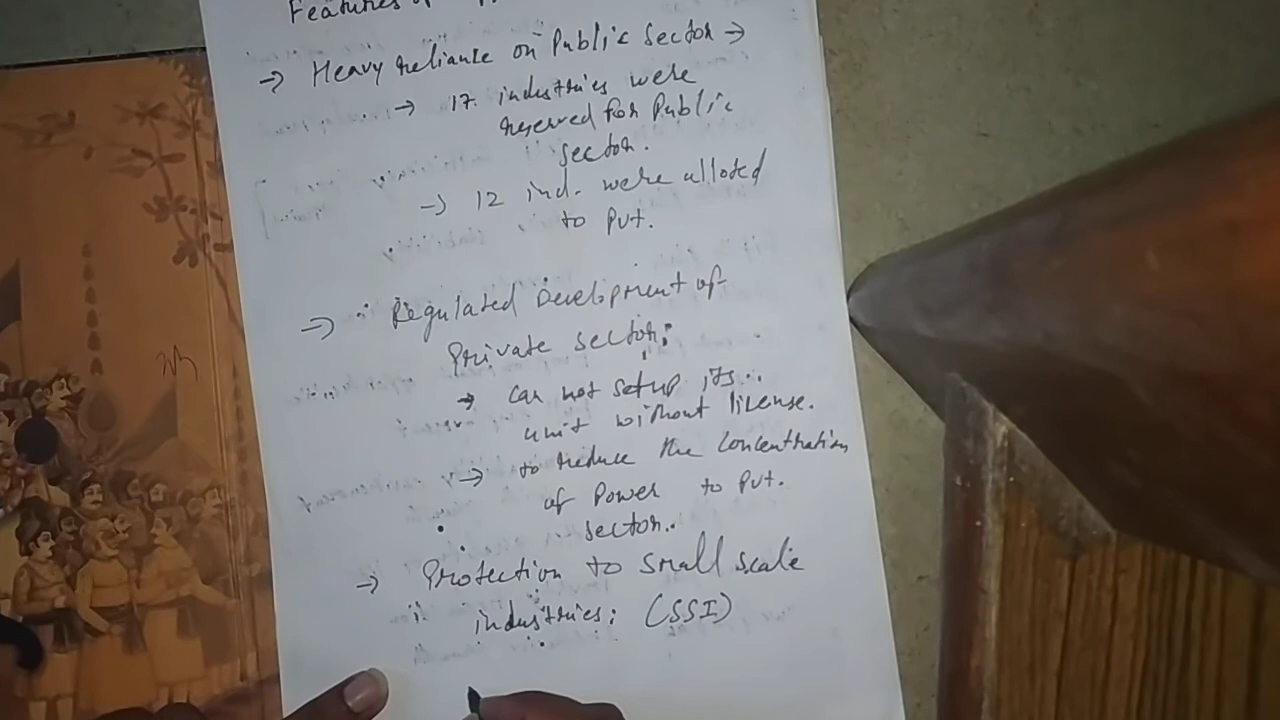 Features of
→ Heavy reliance on Public Sector →
→ 17 industries were
reserved for Public
Sector.
→ 12 ind. were alloted
to Pvt.
→ Regulated Development of
Private Sector:
→ Can not setup its
unit without license.
→ to reduce the concentration
of Power to Pvt.
Sector.
→ Protection to small scale
industries: (SSI)